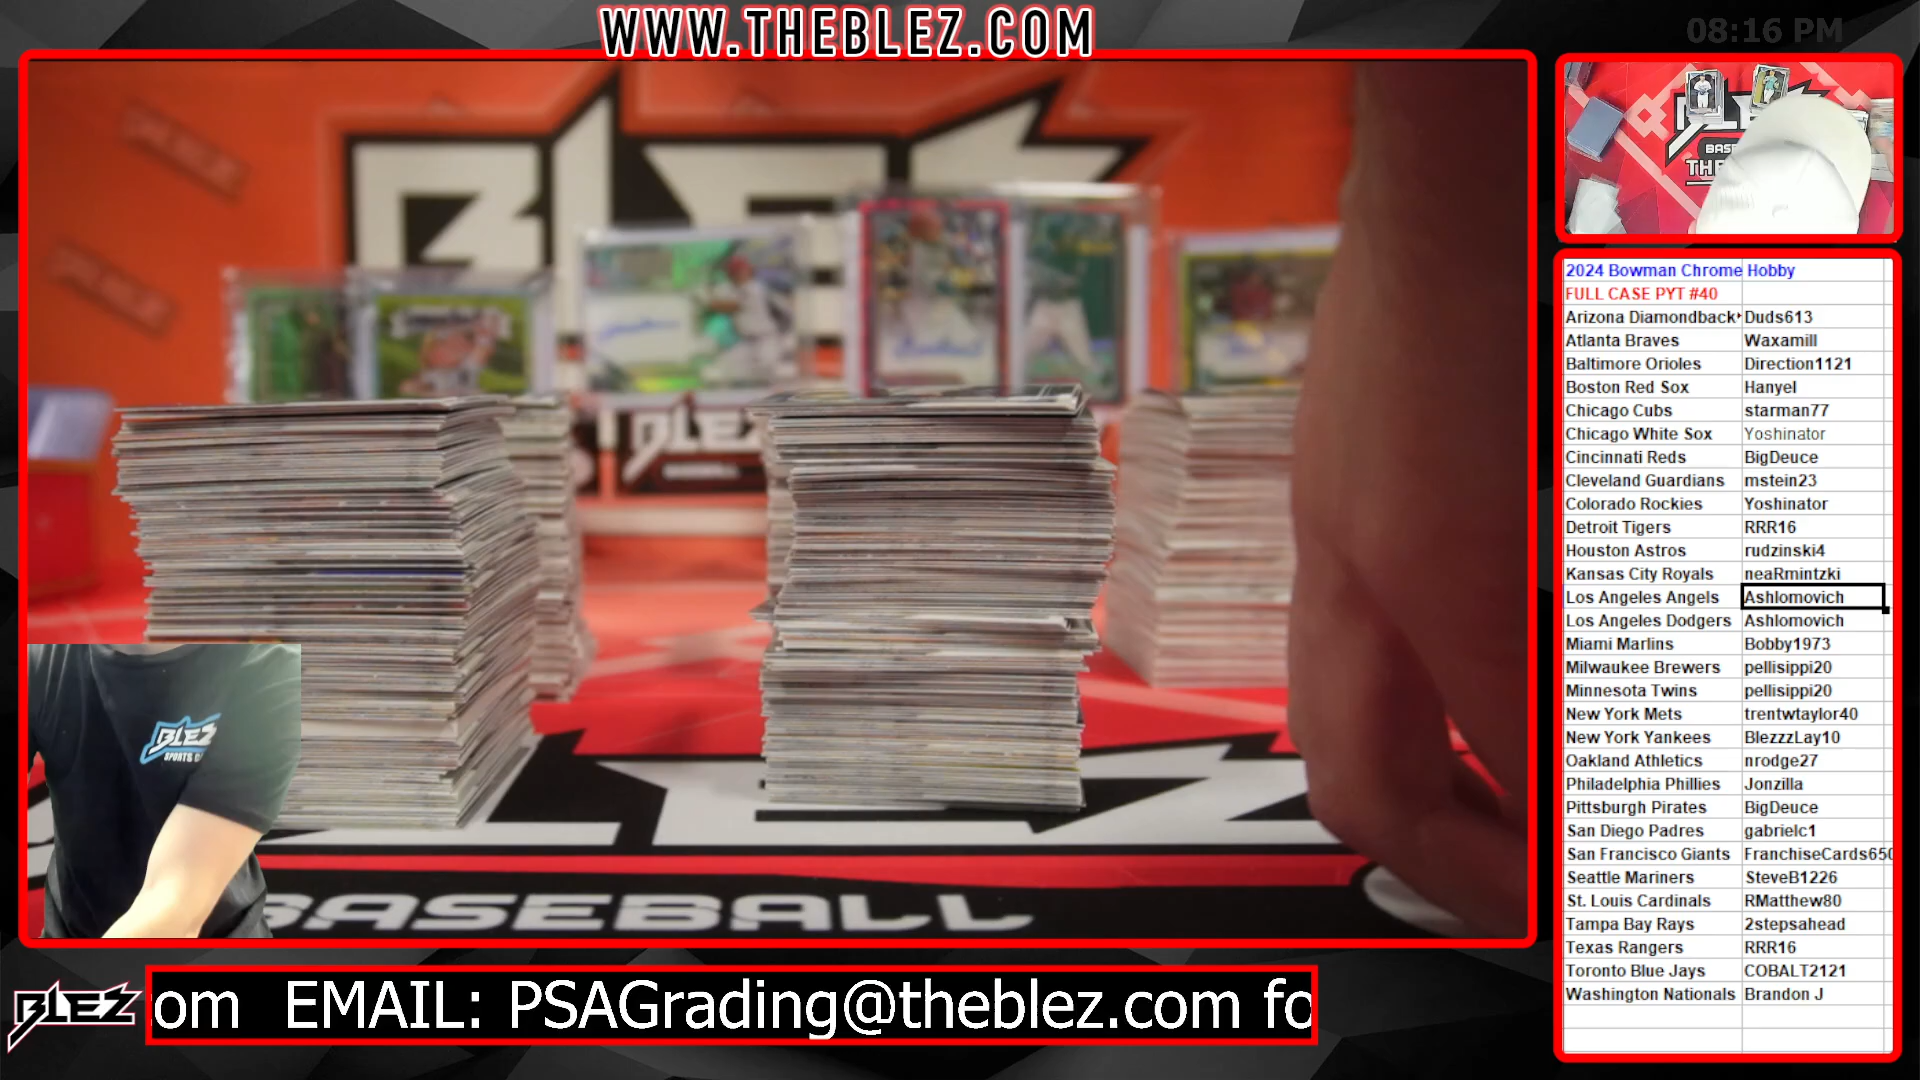 WWW.THEBLEZ.COM
08:16 PM
BLEZ
BLEZ
BASEBALL
BLEZ
SPORTS
BASEBALL
2024 Bowman Chrome Hobby
FULL CASE PYT #40
Arizona Diamondback Duds613
Atlanta Braves Waxamill
Baltimore Orioles Direction1121
Boston Red Sox Hanyel
Chicago Cubs starman77
Chicago White Sox Yoshinator
Cincinnati Reds BigDeuce
Cleveland Guardians mstein23
Colorado Rockies Yoshinator
Detroit Tigers RRR16
Houston Astros rudzinski4
Kansas City Royals neaRmintzki
Los Angeles Angels Ashlomovich
Los Angeles Dodgers Ashlomovich
Miami Marlins Bobby1973
Milwaukee Brewers pellisippi20
Minnesota Twins pellisippi20
New York Mets trentwtaylor40
New York Yankees BlezzzLay10
Oakland Athletics nrodge27
Philadelphia Phillies Jonzilla
Pittsburgh Pirates BigDeuce
San Diego Padres gabrielc1
San Francisco Giants FranchiseCards650
Seattle Mariners SteveB1226
St. Louis Cardinals RMatthew80
Tampa Bay Rays 2stepsahead
Texas Rangers RRR16
Toronto Blue Jays COBALT2121
Washington Nationals Brandon J
BLEZ
om EMAIL: PSAGrading@theblez.com fo